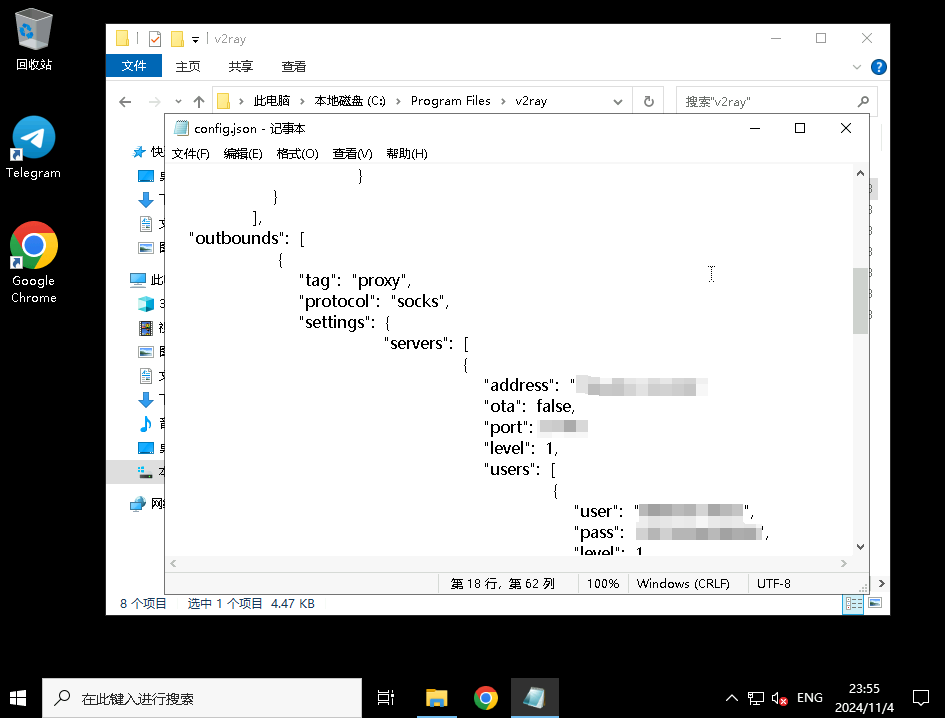 回收站
Telegram
Google
Chrome
v2ray
文件 主页 共享 查看
此电脑 本地磁盘 (C:) Program Files v2ray
搜索"v2ray"
config.json - 记事本
文件(F) 编辑(E) 格式(O) 查看(V) 帮助(H)
}
}
],
"outbounds": [
{
"tag": "proxy",
"protocol": "socks",
"settings": {
"servers": [
{
"address": "
"ota": false,
"port":
"level": 1,
"users": [
{
"user": "",
"pass": ',
"level": 1
第 18 行，第 62 列 100% Windows (CRLF) UTF-8
8 个项目 选中 1 个项目 4.47 KB
在此键入进行搜索
ENG
23:55
2024/11/4